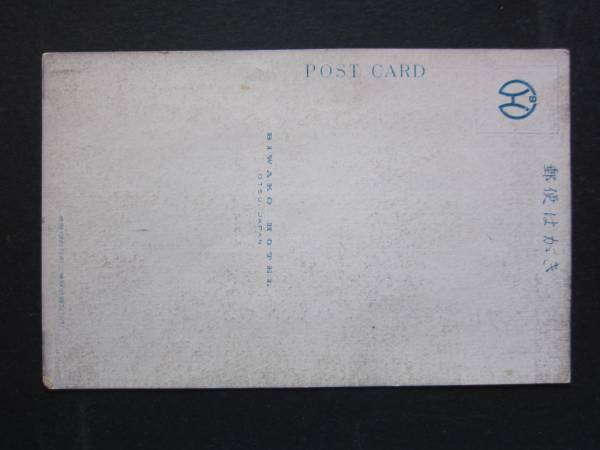 POST CARD
郵便はがき
BIWAKO HOTEL.
OTSU, JAPAN